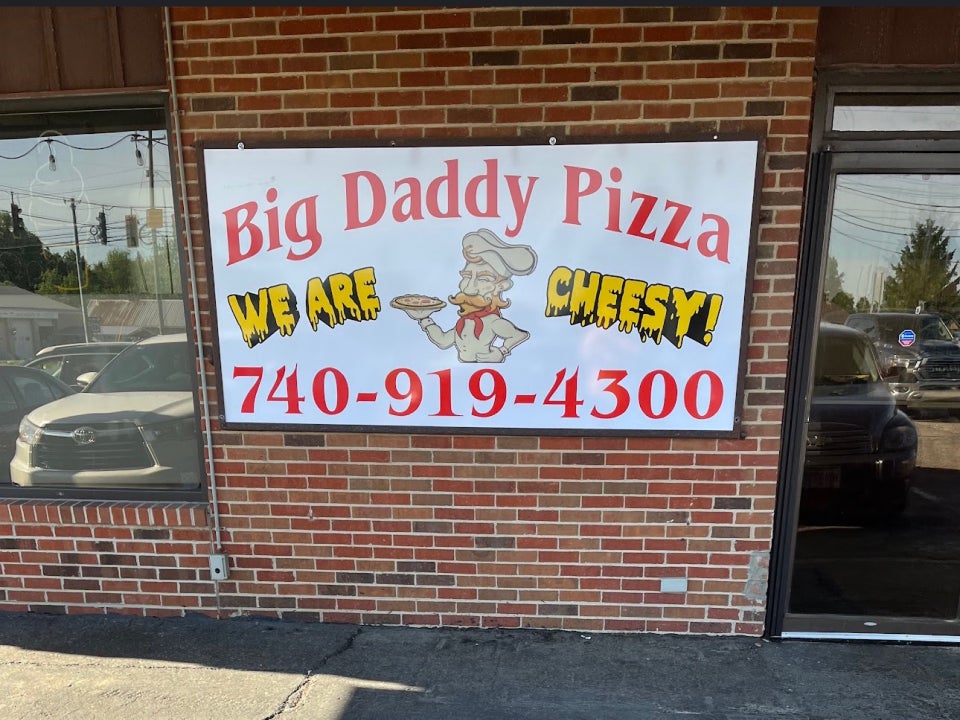 Big Daddy Pizza
WE ARE CHEESY!
740-919-4300